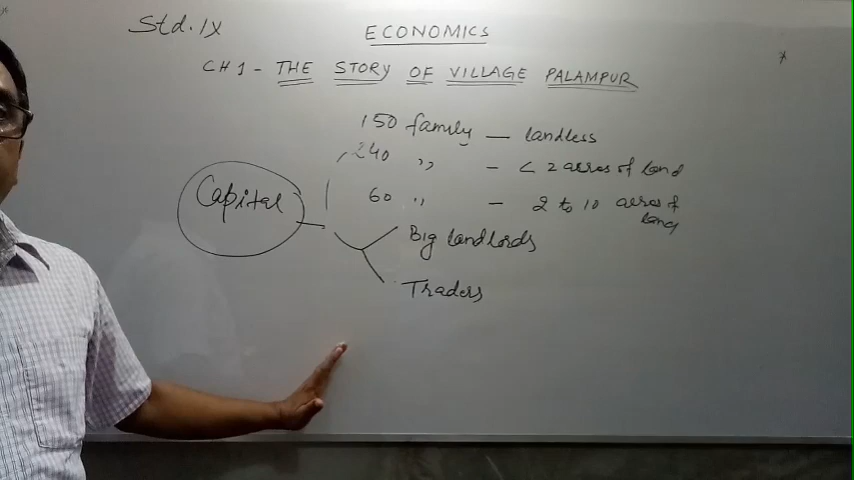 Std. IX
ECONOMICS
CH 1 - THE STORY OF VILLAGE PALAMPUR
150 family — landless
240 " - < 2 acres of land
Capital
60 " - 2 to 10 acres of land
Big landlords
Traders